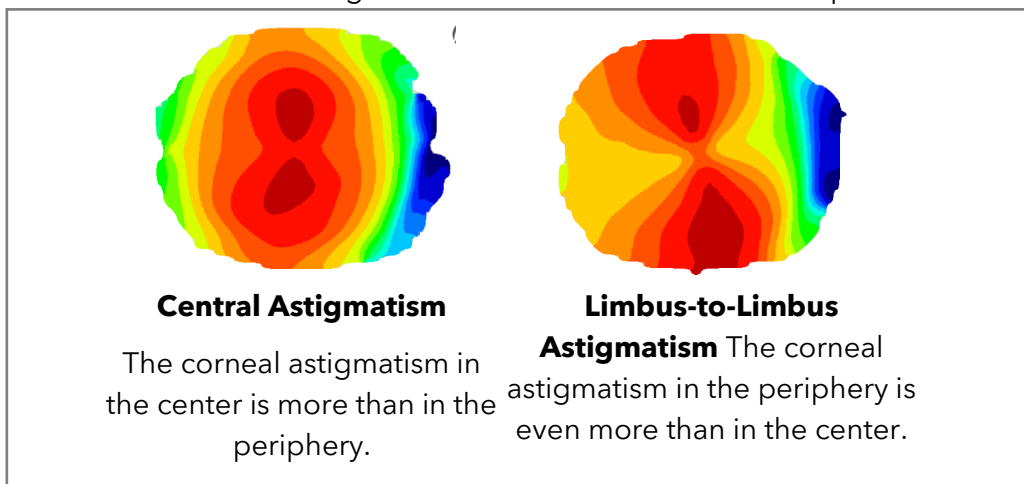 Central Astigmatism
The corneal astigmatism in
the center is more than in the
periphery.
Limbus-to-Limbus
Astigmatism The corneal
astigmatism in the periphery is
even more than in the center.